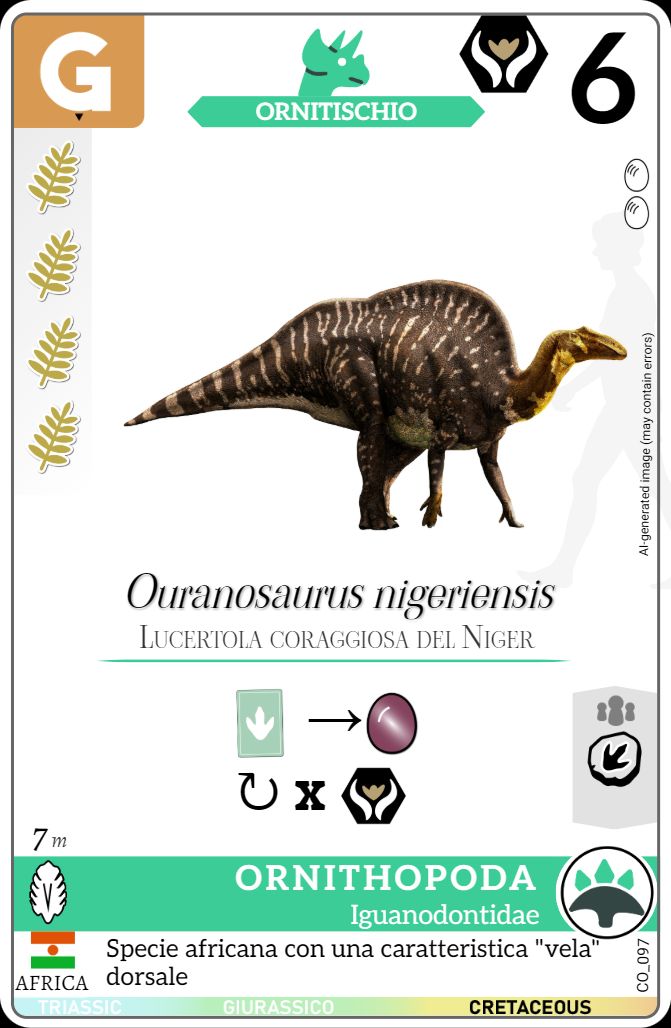 G
ORNITISCHIO
6
AI-generated image (may contain errors)
Ouranosaurus nigeriensis
Lucertola coraggiosa del Niger
x
7 m
ORNITHOPODA
Iguanodontidae
AFRICA
Specie africana con una caratteristica "vela"
dorsale
CO_097
TRIASSIC
GIURASSICO
CRETACEOUS